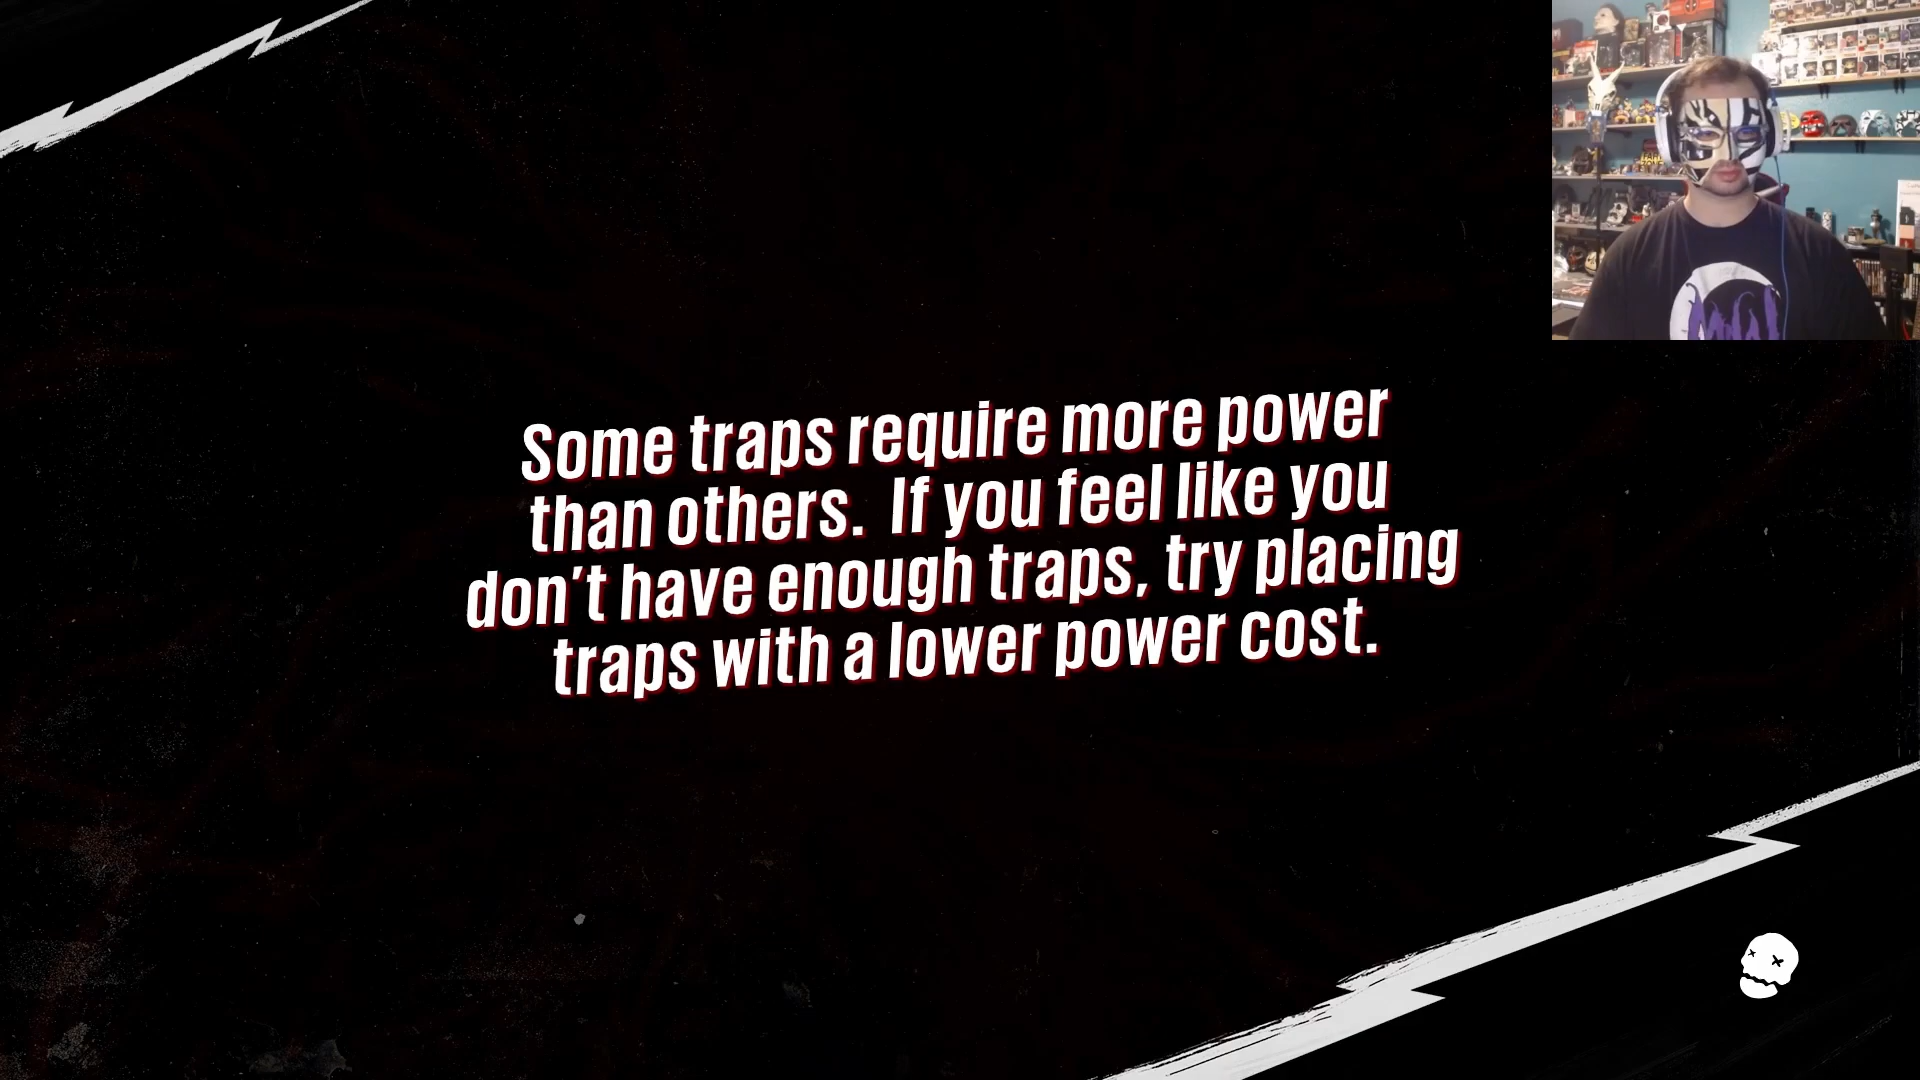 Some traps require more power
than others.  If you feel like you
don't have enough traps, try placing
traps with a lower power cost.